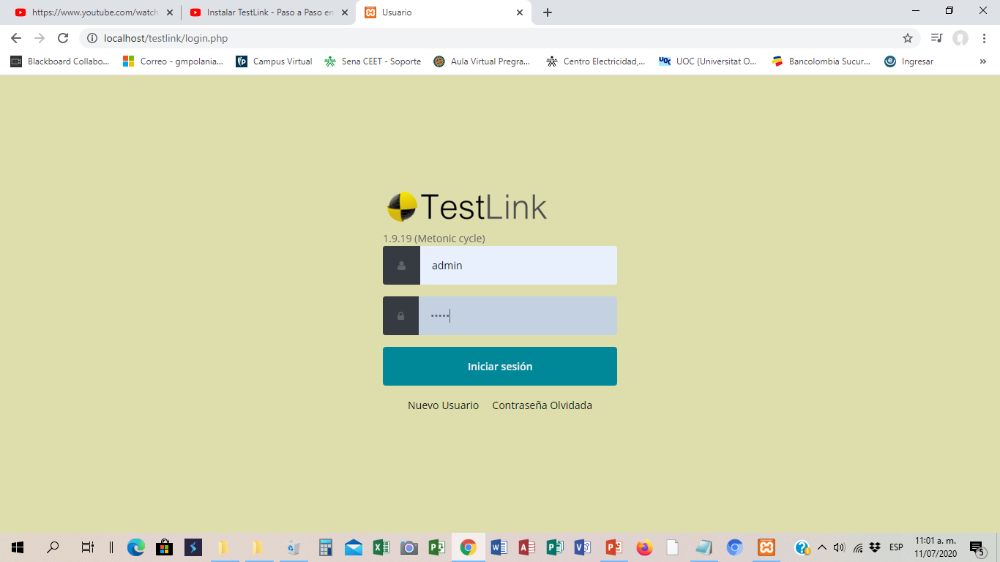 https://www.youtube.com/watch
Instalar TestLink - Paso a Paso en
Usuario
localhost/testlink/login.php
Blackboard Collabo...
Correo - gmpolania...
Campus Virtual
Sena CEET - Soporte
Aula Virtual Pregra...
Centro Electricidad,...
UOC (Universitat O...
Bancolombia Sucur...
Ingresar
TestLink
1.9.19 (Metonic cycle)
admin
•••••
Iniciar sesión
Nuevo Usuario Contraseña Olvidada
ESP
11:01 a. m.
11/07/2020
5